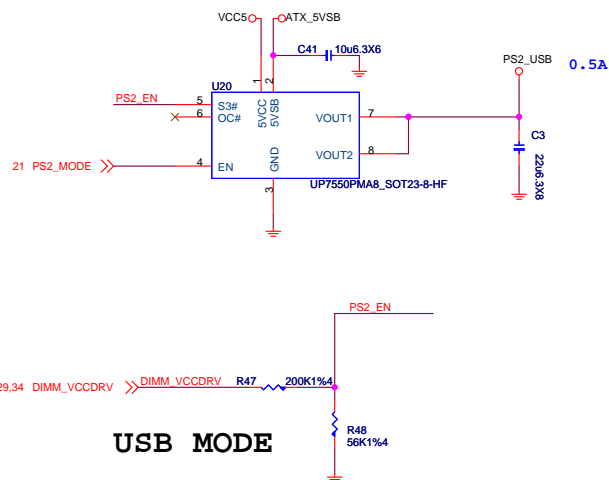 VCC5 ATX_5VSB
C41 10u6.3X6
PS2_USB 0.5A
U20
PS2_EN 5 S3# 1 5VCC 2 5VSB VOUT1 7
6 OC#
C3
22u6.3X8
21 PS2_MODE 4 EN GND VOUT2 8
3
UP7550PMA8_SOT23-8-HF
PS2_EN
29,34 DIMM_VCCDRV DIMM_VCCDRV R47 200K1%4
R48
56K1%4
USB MODE